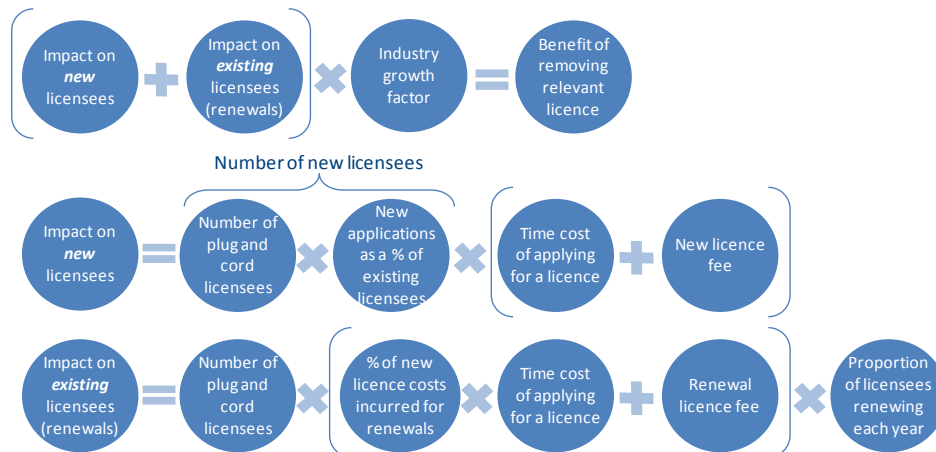 Impact on
new
licensees
Impact on
existing
licensees
(renewals)
Industry
growth
factor
Benefit of
removing
relevant
licence
Number of new licensees
Impact on
new
licensees
Number of
plug and
cord
licensees
New
applications
as a % of
existing
licensees
Time cost
of applying
for a licence
New licence
fee
Impact on
existing
licensees
(renewals)
Number of
plug and
cord
licensees
% of new
licence costs
incurred for
renewals
Time cost
of applying
for a licence
Renewal
licence fee
Proportion
of licensees
renewing
each year